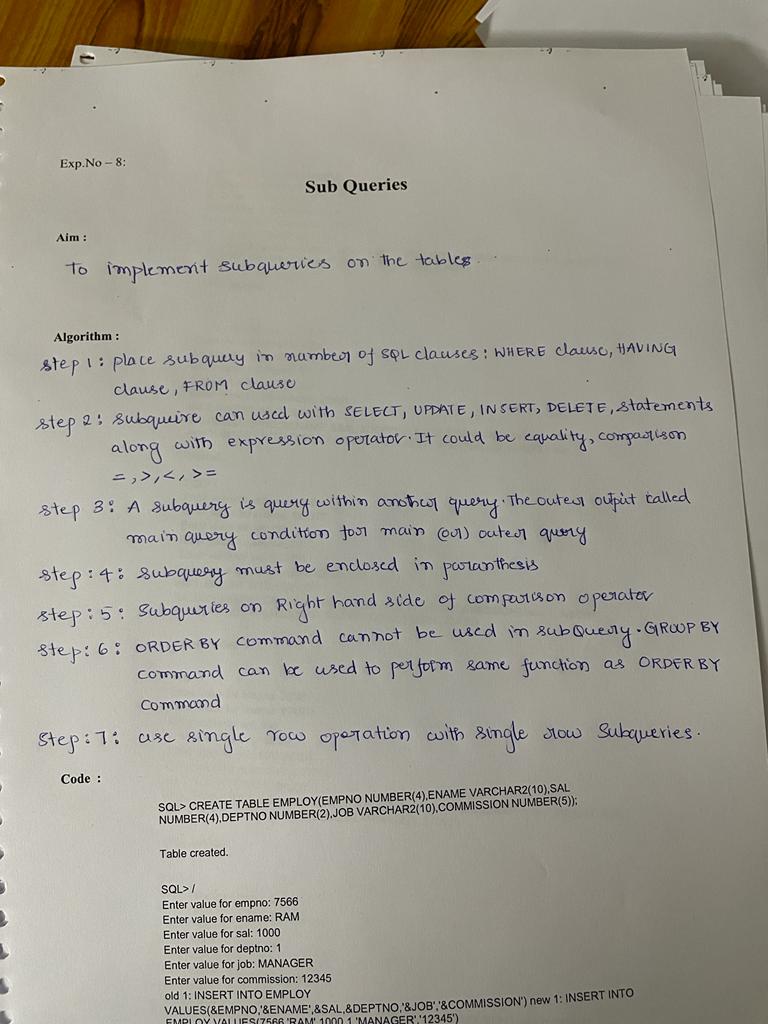 Exp.No – 8:
Sub Queries
Aim :
To implement subqueries on the tables.
Algorithm :
step 1: place subquery in number of SQL clauses: WHERE clause, HAVING
clause, FROM clause
step 2: subqueire can used with SELECT, UPDATE, INSERT, DELETE, statements
along with expression operator. It could be equality, comparison
=, >, <, >=
step 3: A subquery is query within another query. The outer output called
main query condition for main (or) outer query
step: 4: subquery must be enclosed in paranthesis
step: 5: Subqueries on Right hand side of comparison operator
Step: 6: ORDER BY command cannot be used in subQuery. GROUP BY
command can be used to perform same function as ORDER BY
Command
Step: 7: use single row operation with single row Subqueries.
Code :
SQL> CREATE TABLE EMPLOY(EMPNO NUMBER(4),ENAME VARCHAR2(10),SAL
NUMBER(4),DEPTNO NUMBER(2),JOB VARCHAR2(10),COMMISSION NUMBER(5));
Table created.
SQL> /
Enter value for empno: 7566
Enter value for ename: RAM
Enter value for sal: 1000
Enter value for deptno: 1
Enter value for job: MANAGER
Enter value for commission: 12345
old 1: INSERT INTO EMPLOY
VALUES(&EMPNO,'&ENAME',&SAL,&DEPTNO,'&JOB','&COMMISSION') new 1: INSERT INTO
EMPLOY VALUES(7566,'RAM',1000,1,'MANAGER','12345')